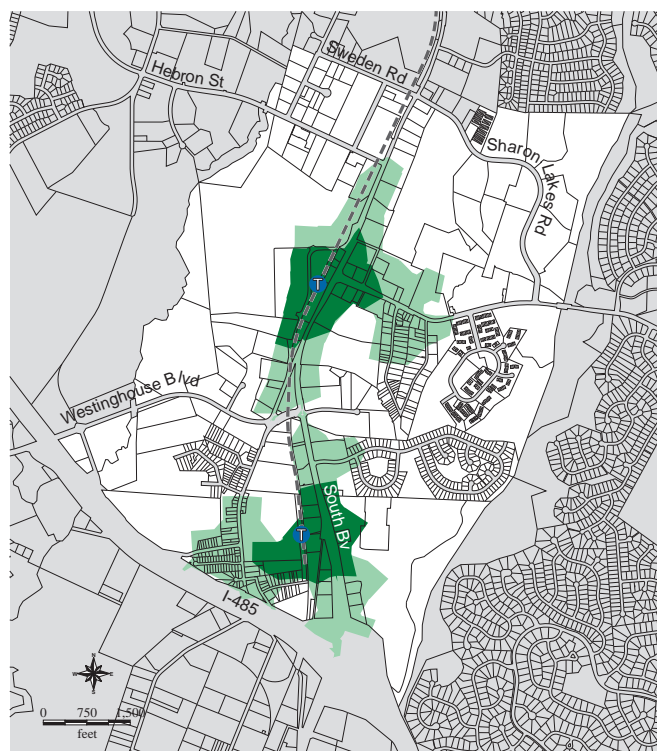 Sweden Rd
Hebron St
Sharon Lakes Rd
T
Westinghouse Blvd
South Bv
T
I-485
N
W E
S
0 750 1,500
feet